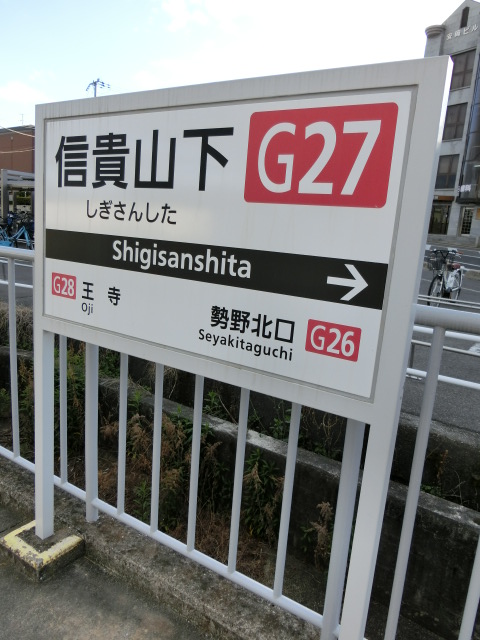 信貴山下 G27
しぎさんした
Shigisanshita →
G28 王寺 勢野北口 G26
Oji Seyakitaguchi